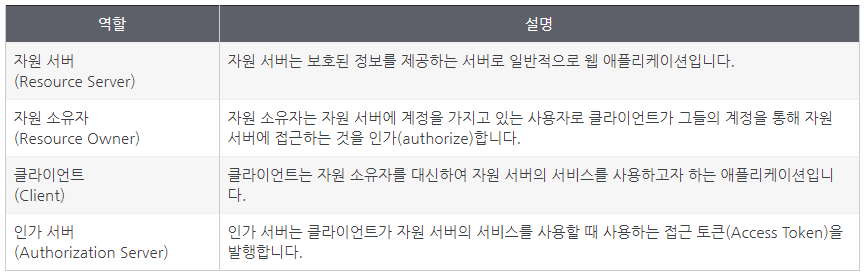 역할
설명
자원 서버
(Resource Server)
자원 서버는 보호된 정보를 제공하는 서버로 일반적으로 웹 애플리케이션입니다.
자원 소유자
(Resource Owner)
자원 소유자는 자원 서버에 계정을 가지고 있는 사용자로 클라이언트가 그들의 계정을 통해 자원
서버에 접근하는 것을 인가(authorize)합니다.
클라이언트
(Client)
클라이언트는 자원 소유자를 대신하여 자원 서버의 서비스를 사용하고자 하는 애플리케이션입니
다.
인가 서버
(Authorization Server)
인가 서버는 클라이언트가 자원 서버의 서비스를 사용할 때 사용하는 접근 토큰(Access Token)을
발행합니다.